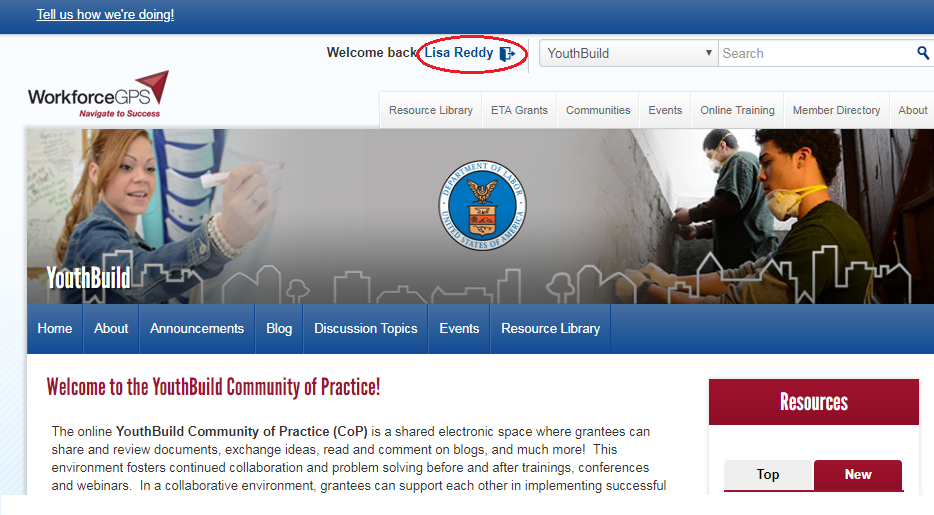 Tell us how we're doing!
Welcome back, Lisa Reddy
YouthBuild
Search
WorkforceGPS
Navigate to Success
Resource Library
ETA Grants
Communities
Events
Online Training
Member Directory
About
DEPARTMENT OF LABOR
UNITED STATES OF AMERICA
YouthBuild
Home
About
Announcements
Blog
Discussion Topics
Events
Resource Library
Welcome to the YouthBuild Community of Practice!
The online YouthBuild Community of Practice (CoP) is a shared electronic space where grantees can
share and review documents, exchange ideas, read and comment on blogs, and much more! This
environment fosters continued collaboration and problem solving before and after trainings, conferences
and webinars. In a collaborative environment, grantees can support each other in implementing successful
Resources
Top
New